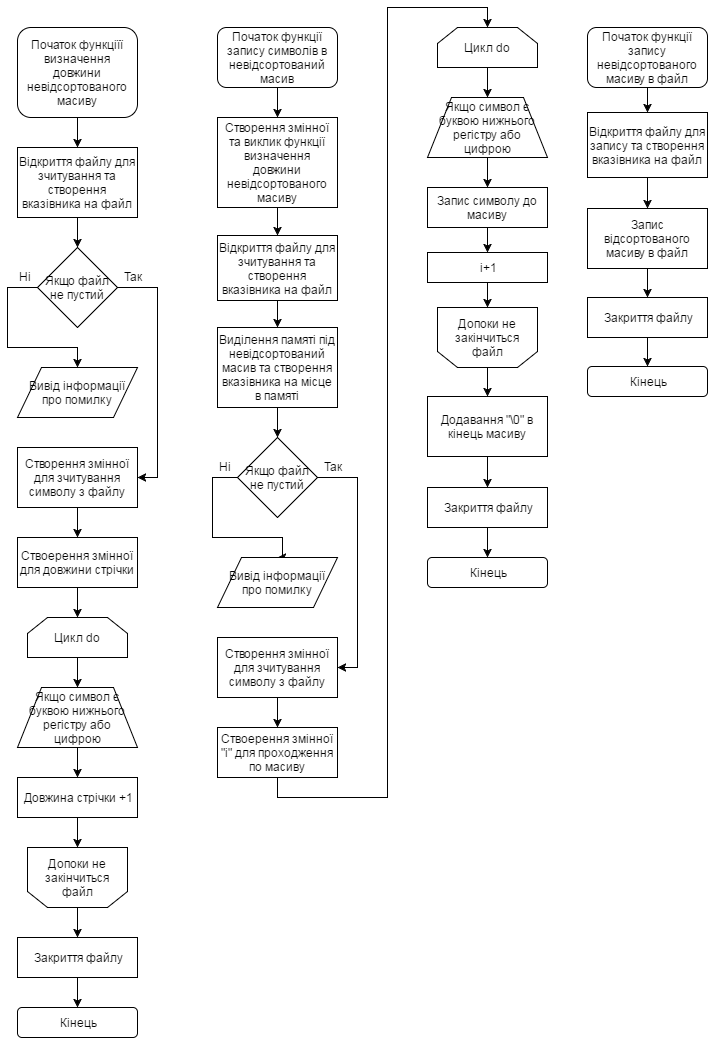 Початок функціїї
визначення
довжини
невідсортованого
масиву
Відкриття файлу для
зчитування та
створення
вказівника на файл
Якщо файл
не пустий
Ні
Так
Вивід інформації
про помилку
Створення змінної
для зчитування
символу з файлу
Ствоерення змінної
для довжини стрічки
Цикл do
Якщо символ є
буквою нижнього
регістру або
цифрою
Довжина стрічки +1
Допоки не
закінчиться
файл
Закриття файлу
Кінець
Початок функції
запису символів в
невідсортований
масив
Створення змінної
та виклик функції
визначення
довжини
невідсортованого
масиву
Відкриття файлу для
зчитування та
створення
вказівника на файл
Виділення памяті під
невідсортований
масив та створення
вказівника на місце
в памяті
Якщо файл
не пустий
Ні
Так
Вивід інформації
про помилку
Створення змінної
для зчитування
символу з файлу
Ствоерення змінної
"i" для проходження
по масиву
Цикл do
Якщо символ є
буквою нижнього
регістру або
цифрою
Запис символу до
масиву
i+1
Допоки не
закінчиться
файл
Додавання "\0" в
кінець масиву
Закриття файлу
Кінець
Початок функції
запису
невідсортованого
масиву в файл
Відкриття файлу для
запису та створення
вказівника на файл
Запис
відсортованого
масиву в файл
Закриття файлу
Кінець